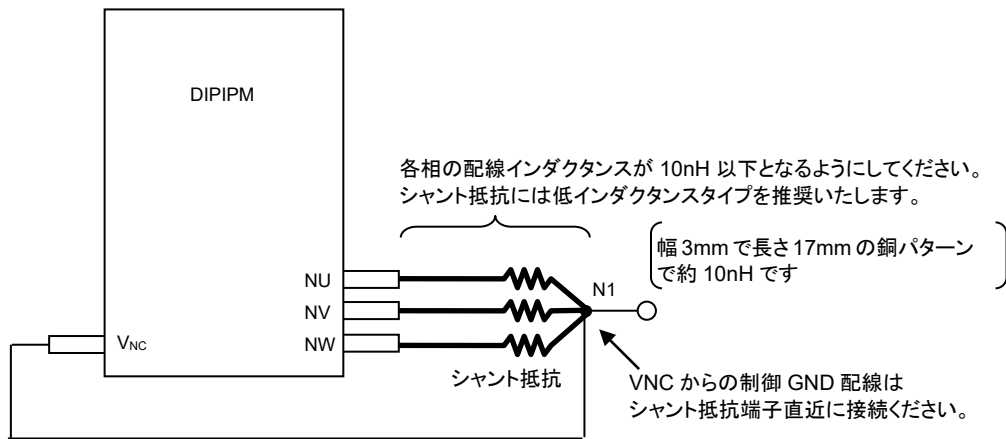 DIPIPM
各相の配線インダクタンスが 10nH 以下となるようにしてください。
シャント抵抗には低インダクタンスタイプを推奨いたします。
幅 3mm で長さ 17mm の銅パターン
で約 10nH です
NU
N1
NV
VNC
NW
シャント抵抗
VNC からの制御 GND 配線は
シャント抵抗端子直近に接続ください。